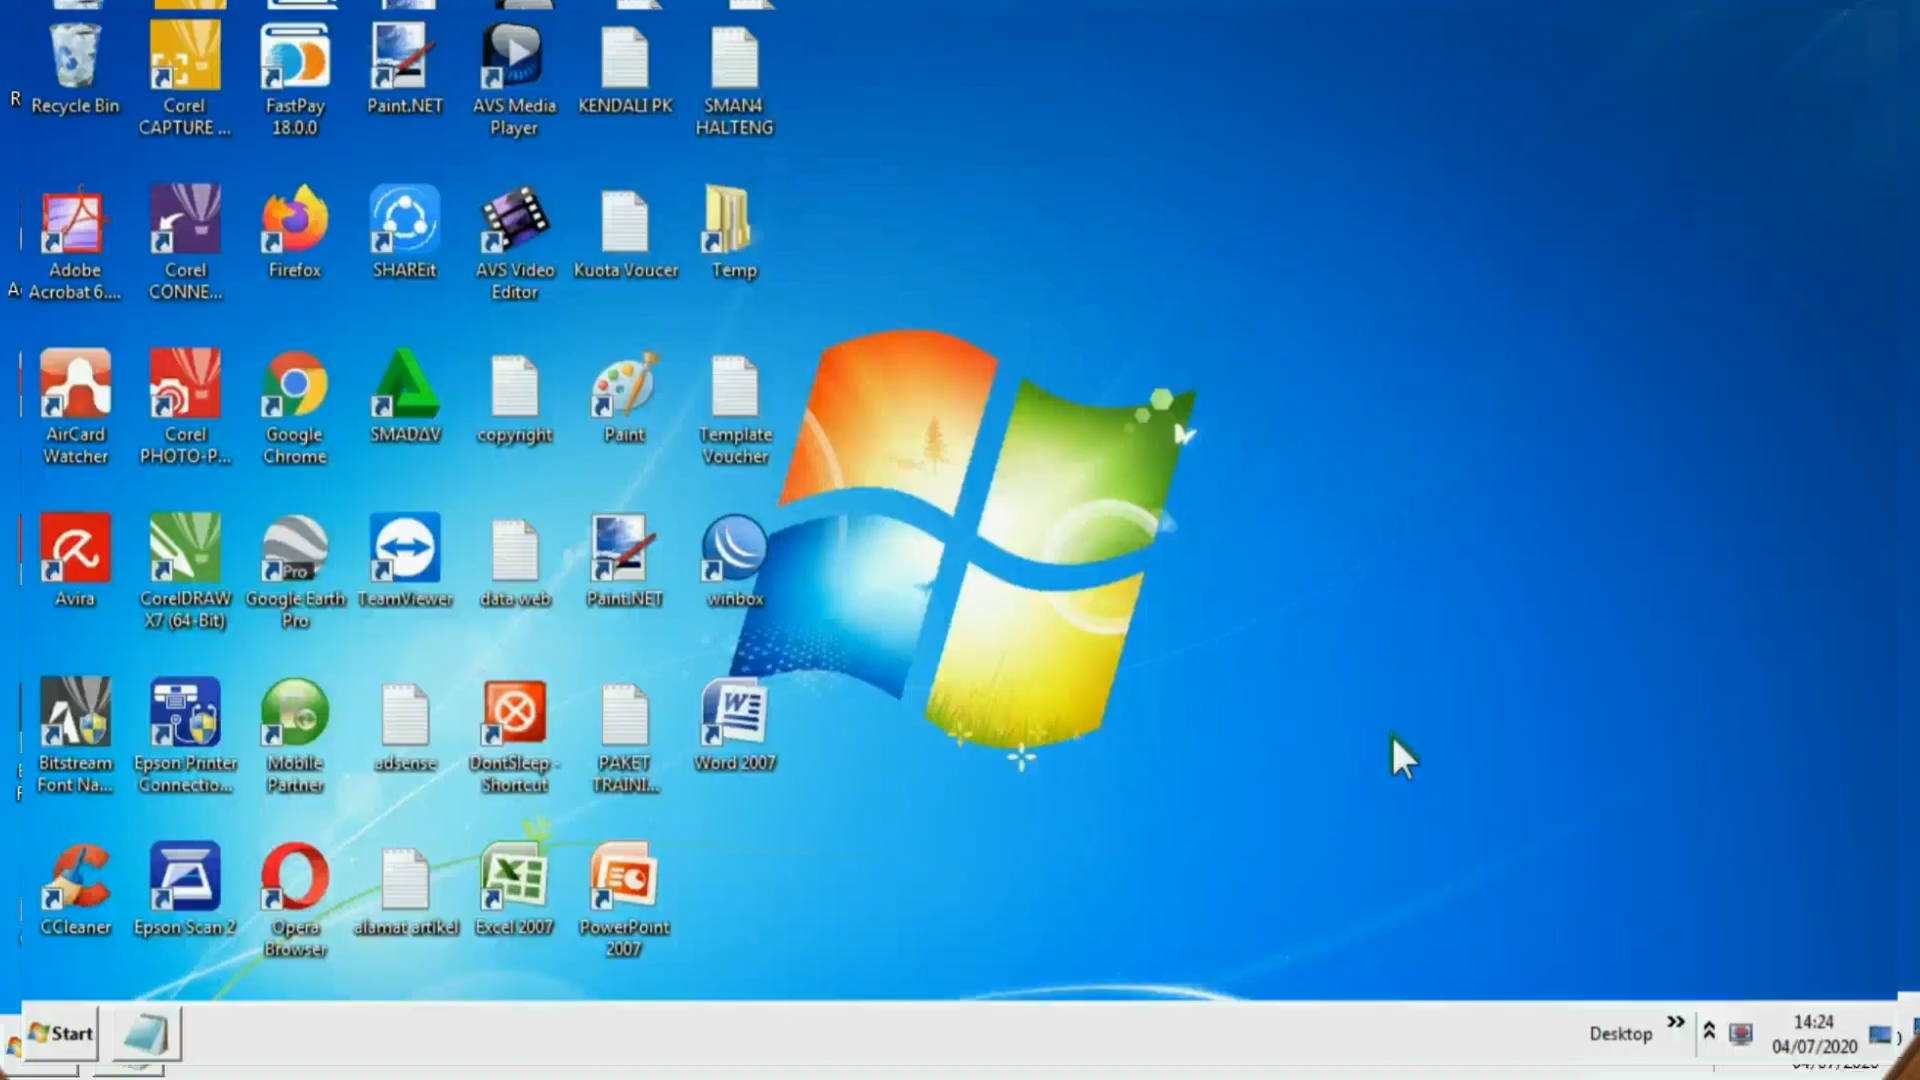 Recycle Bin
Corel
CAPTURE ...
FastPay
18.0.0
Paint.NET
AVS Media
Player
KENDALI PK
SMAN4
HALTENG
Adobe
Acrobat 6....
Corel
CONNE...
Firefox
SHAREit
AVS Video
Editor
Kuota Voucer
Temp
AirCard
Watcher
Corel
PHOTO-P...
Google
Chrome
SMADΔV
copyright
Paint
Template
Voucher
Avira
CorelDRAW
X7 (64-Bit)
Pro
Google Earth
Pro
TeamViewer
data web
Paint.NET
winbox
Bitstream
Font Na...
Epson Printer
Connectio...
Mobile
Partner
adsense
DontSleep -
Shortcut
PAKET
TRAINI...
Word 2007
CCleaner
Epson Scan 2
Opera
Browser
alamat artikel
Excel 2007
PowerPoint
2007
Start
Desktop
14:24
04/07/2020